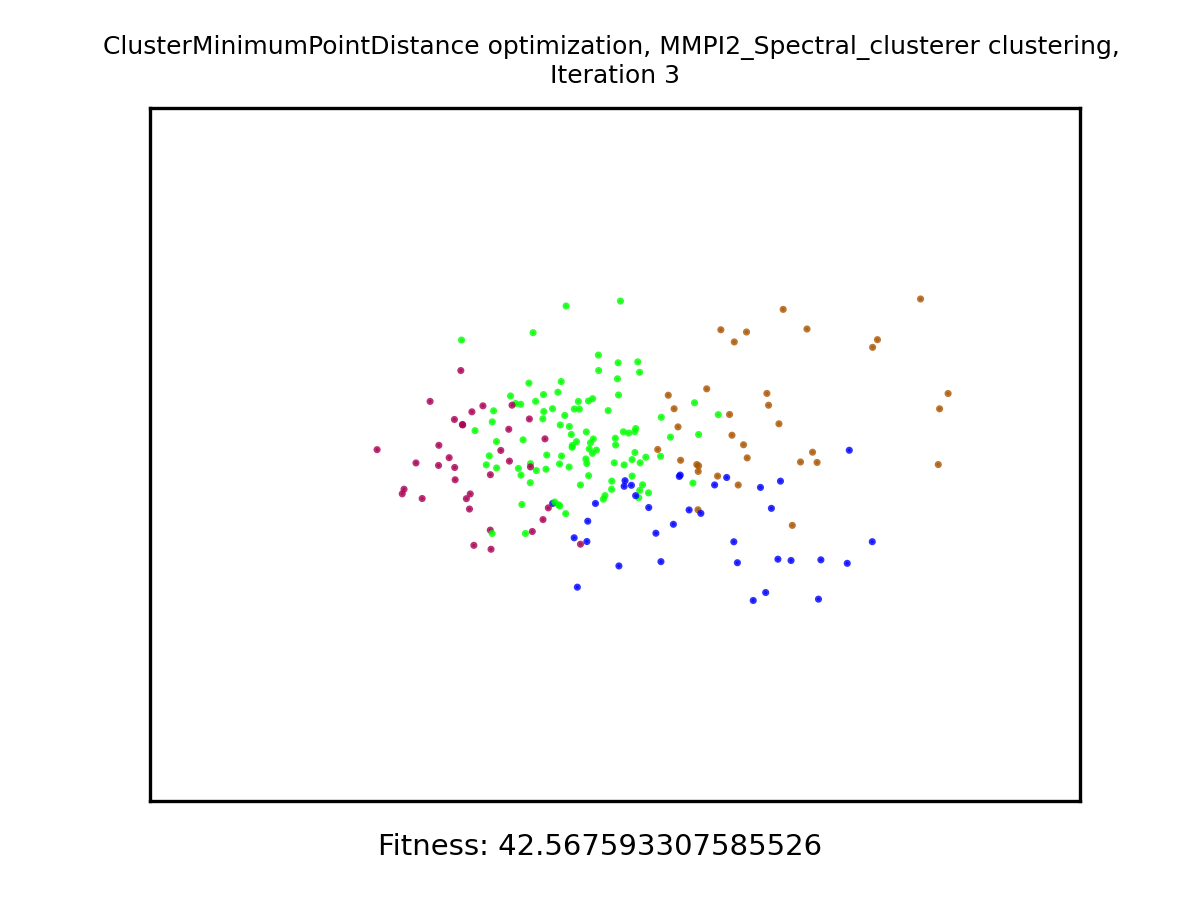 ClusterMinimumPointDistance optimization, MMPI2_Spectral_clusterer clustering,
Iteration 3
Fitness: 42.567593307585526